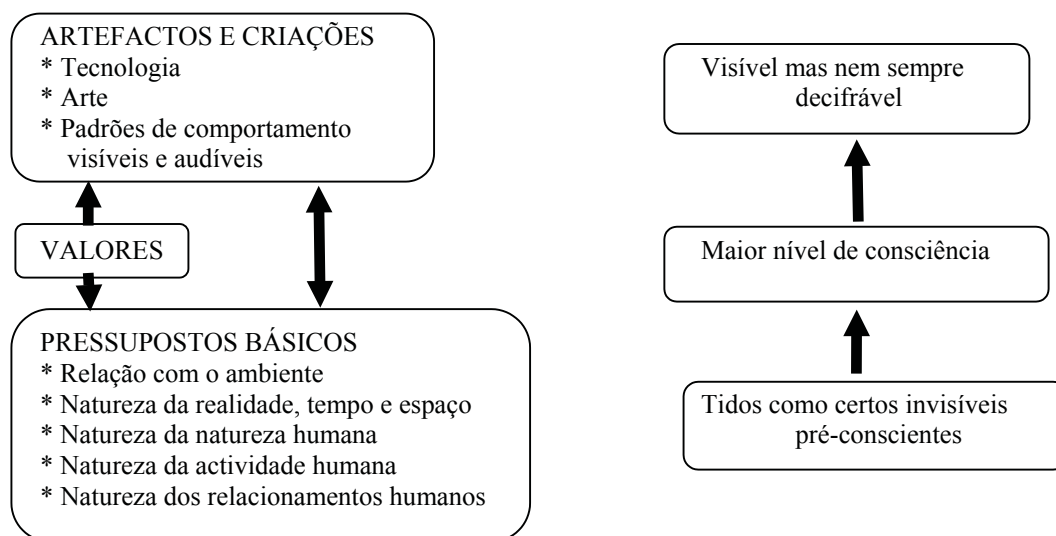 ARTEFACTOS E CRIAÇÕES
* Tecnologia
* Arte
* Padrões de comportamento
visíveis e audíveis
VALORES
PRESSUPOSTOS BÁSICOS
* Relação com o ambiente
* Natureza da realidade, tempo e espaço
* Natureza da natureza humana
* Natureza da actividade humana
* Natureza dos relacionamentos humanos
Visível mas nem sempre
decifrável
Maior nível de consciência
Tidos como certos invisíveis
pré-conscientes